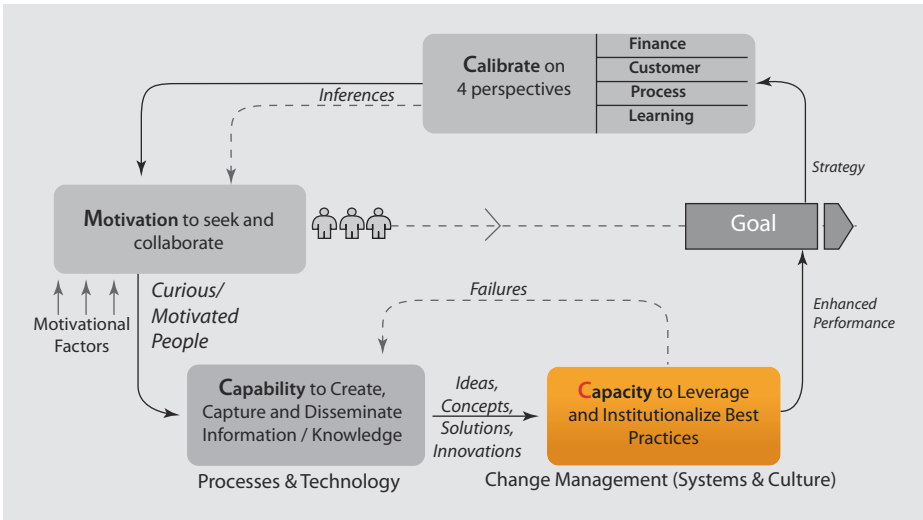 Calibrate on
4 perspectives
Finance
Customer
Process
Learning
Inferences
Strategy
Motivation to seek and
collaborate
Goal
Motivational
Factors
Curious/
Motivated
People
Failures
Enhanced
Performance
Capability to Create,
Capture and Disseminate
Information / Knowledge
Ideas,
Concepts,
Solutions,
Innovations
Capacity to Leverage
and Institutionalize Best
Practices
Processes & Technology
Change Management (Systems & Culture)